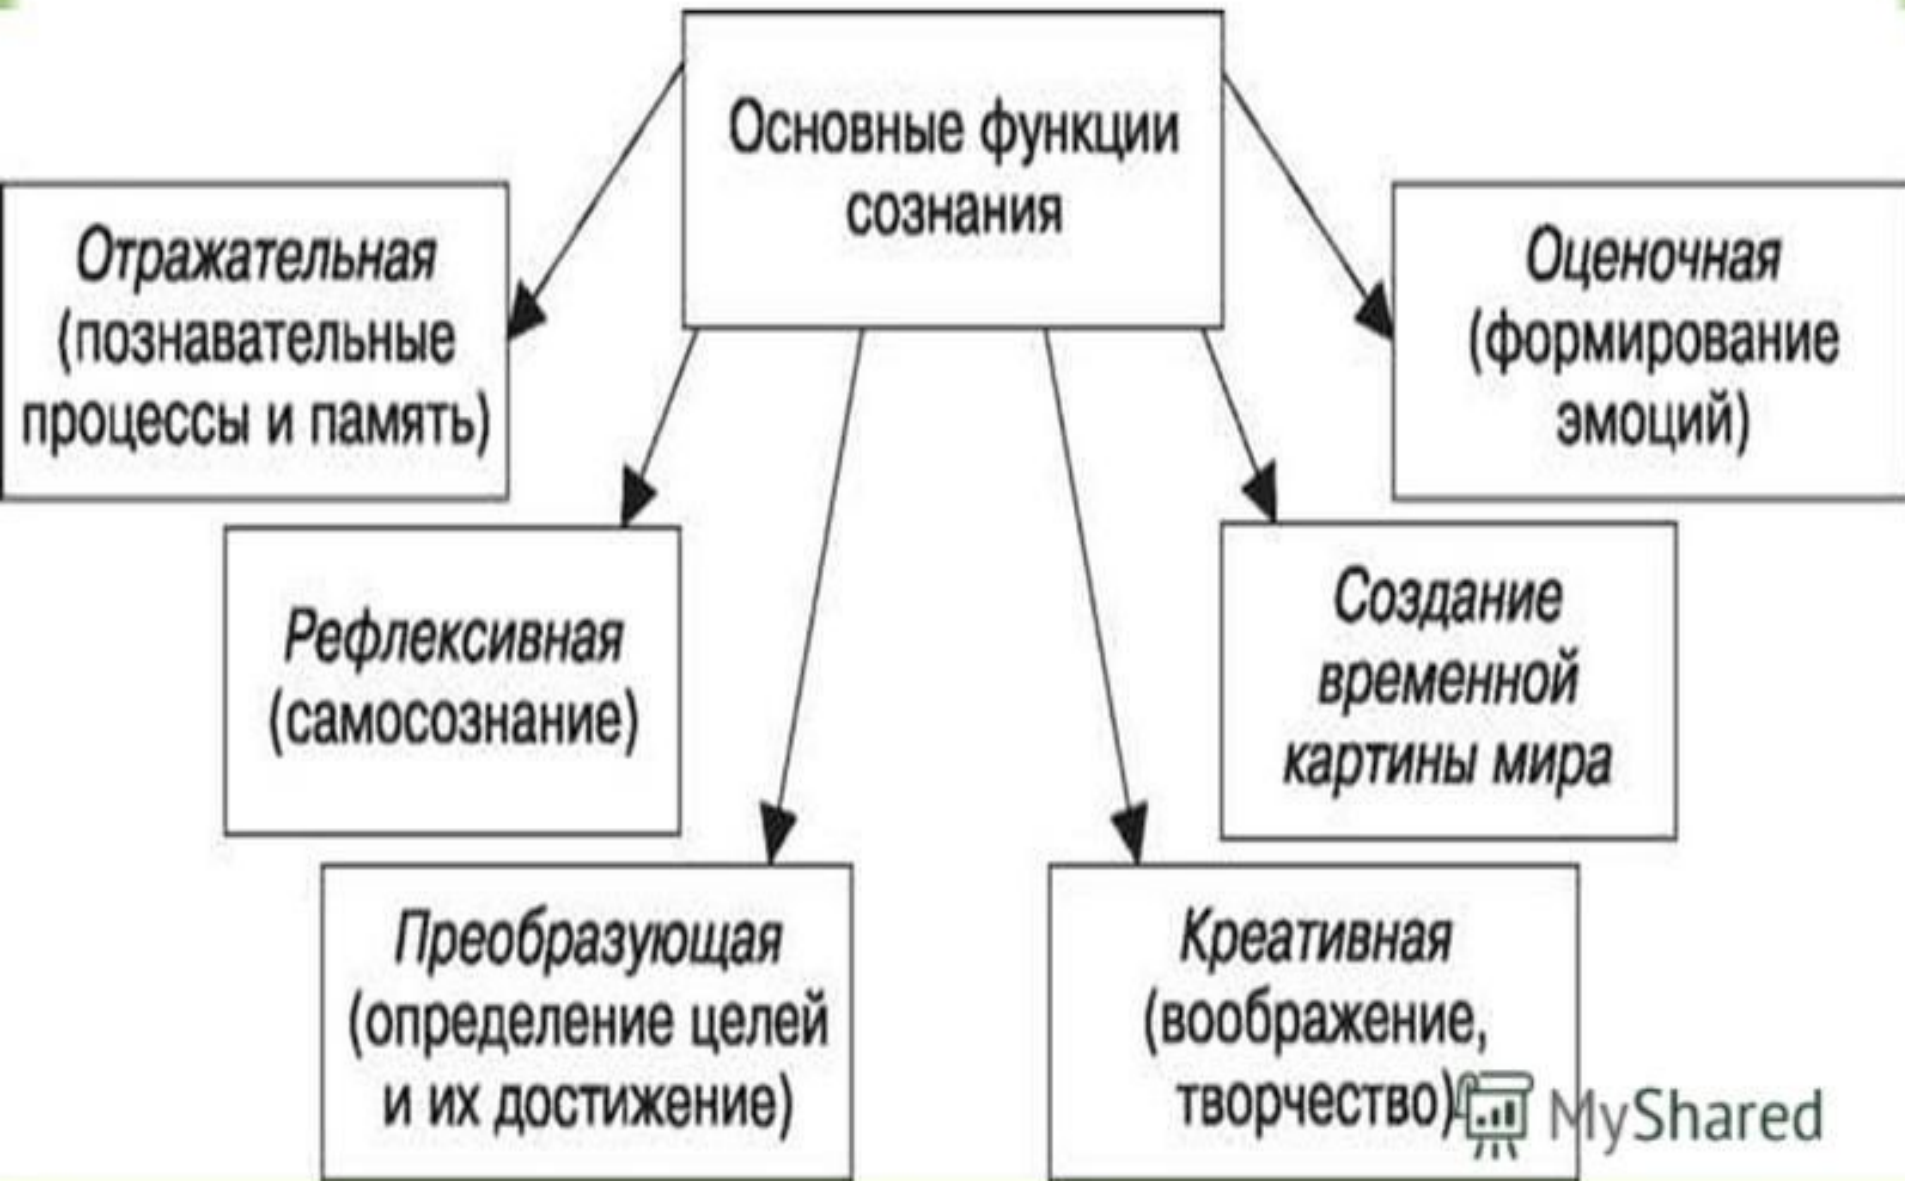 Основные функции
сознания
Отражательная
(познавательные
процессы и память)
Оценочная
(формирование
эмоций)
Рефлексивная
(самосознание)
Создание
временной
картины мира
Преобразующая
(определение целей
и их достижение)
Креативная
(воображение,
творчество)
MyShared